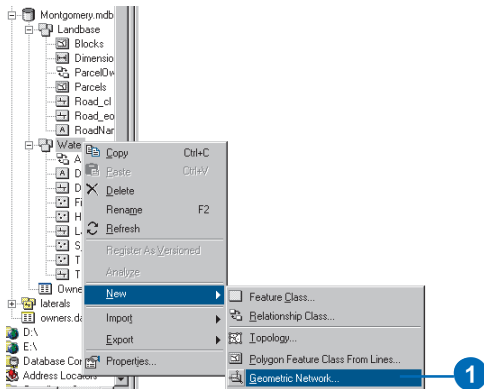 Montgomery.mdb
Landbase
Blocks
Dimensio
ParcelOw
Parcels
Road_cl
Road_eo
RoadNar
Wate
A
D
D
Fi
H
L
S_
T
T
Owne
laterals
owners.da
D:\
E:\
Database Cor
Address Locators
Copy Ctrl+C
Paste Ctrl+V
Delete
Rename F2
Refresh
Register As Versioned
Analyze
New
Import
Export
Properties...
Feature Class...
Relationship Class...
Topology...
Polygon Feature Class From Lines...
Geometric Network...
1